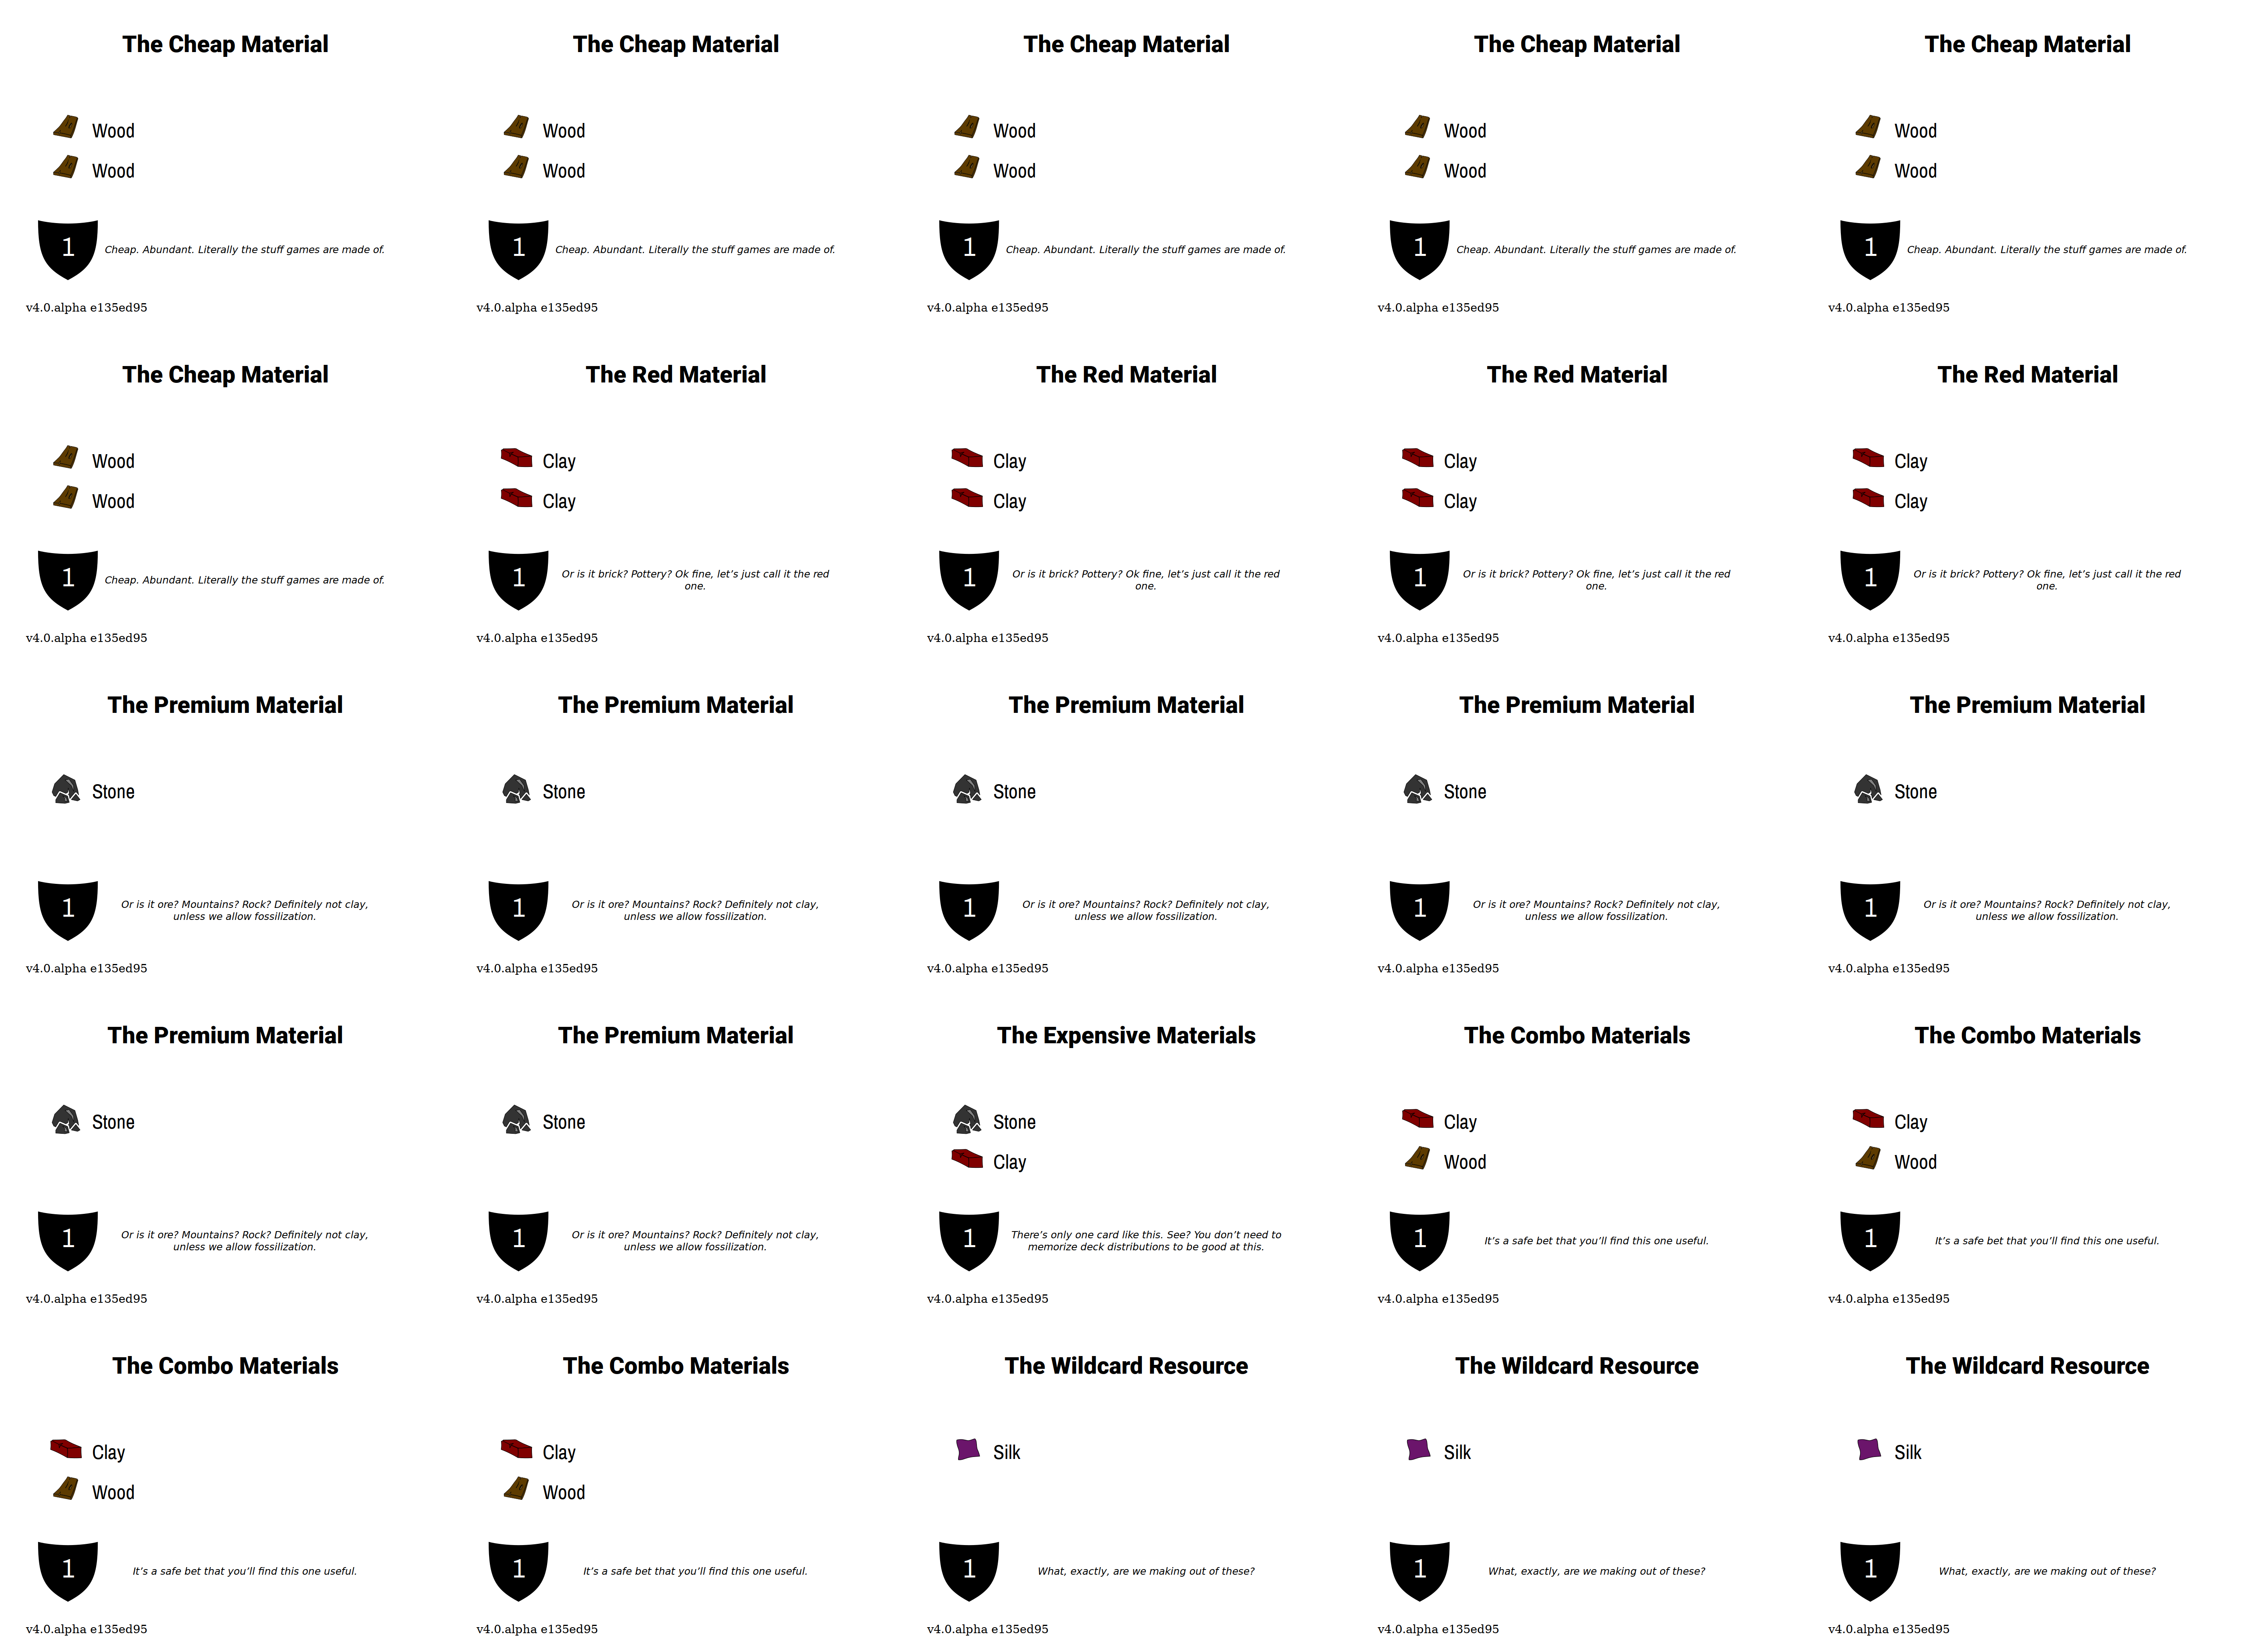 The Cheap Material
Wood
Wood
1
Cheap. Abundant. Literally the stuff games are made of.
v4.0.alpha e135ed95
The Cheap Material
Wood
Wood
1
Cheap. Abundant. Literally the stuff games are made of.
v4.0.alpha e135ed95
The Cheap Material
Wood
Wood
1
Cheap. Abundant. Literally the stuff games are made of.
v4.0.alpha e135ed95
The Cheap Material
Wood
Wood
1
Cheap. Abundant. Literally the stuff games are made of.
v4.0.alpha e135ed95
The Cheap Material
Wood
Wood
1
Cheap. Abundant. Literally the stuff games are made of.
v4.0.alpha e135ed95
The Cheap Material
Wood
Wood
1
Cheap. Abundant. Literally the stuff games are made of.
v4.0.alpha e135ed95
The Red Material
Clay
Clay
1
Or is it brick? Pottery? Ok fine, let’s just call it the red
one.
v4.0.alpha e135ed95
The Red Material
Clay
Clay
1
Or is it brick? Pottery? Ok fine, let’s just call it the red
one.
v4.0.alpha e135ed95
The Red Material
Clay
Clay
1
Or is it brick? Pottery? Ok fine, let’s just call it the red
one.
v4.0.alpha e135ed95
The Red Material
Clay
Clay
1
Or is it brick? Pottery? Ok fine, let’s just call it the red
one.
v4.0.alpha e135ed95
The Premium Material
Stone
1
Or is it ore? Mountains? Rock? Definitely not clay,
unless we allow fossilization.
v4.0.alpha e135ed95
The Premium Material
Stone
1
Or is it ore? Mountains? Rock? Definitely not clay,
unless we allow fossilization.
v4.0.alpha e135ed95
The Premium Material
Stone
1
Or is it ore? Mountains? Rock? Definitely not clay,
unless we allow fossilization.
v4.0.alpha e135ed95
The Premium Material
Stone
1
Or is it ore? Mountains? Rock? Definitely not clay,
unless we allow fossilization.
v4.0.alpha e135ed95
The Premium Material
Stone
1
Or is it ore? Mountains? Rock? Definitely not clay,
unless we allow fossilization.
v4.0.alpha e135ed95
The Premium Material
Stone
1
Or is it ore? Mountains? Rock? Definitely not clay,
unless we allow fossilization.
v4.0.alpha e135ed95
The Premium Material
Stone
1
Or is it ore? Mountains? Rock? Definitely not clay,
unless we allow fossilization.
v4.0.alpha e135ed95
The Expensive Materials
Stone
Clay
1
There’s only one card like this. See? You don’t need to
memorize deck distributions to be good at this.
v4.0.alpha e135ed95
The Combo Materials
Clay
Wood
1
It’s a safe bet that you’ll find this one useful.
v4.0.alpha e135ed95
The Combo Materials
Clay
Wood
1
It’s a safe bet that you’ll find this one useful.
v4.0.alpha e135ed95
The Combo Materials
Clay
Wood
1
It’s a safe bet that you’ll find this one useful.
v4.0.alpha e135ed95
The Combo Materials
Clay
Wood
1
It’s a safe bet that you’ll find this one useful.
v4.0.alpha e135ed95
The Wildcard Resource
Silk
1
What, exactly, are we making out of these?
v4.0.alpha e135ed95
The Wildcard Resource
Silk
1
What, exactly, are we making out of these?
v4.0.alpha e135ed95
The Wildcard Resource
Silk
1
What, exactly, are we making out of these?
v4.0.alpha e135ed95